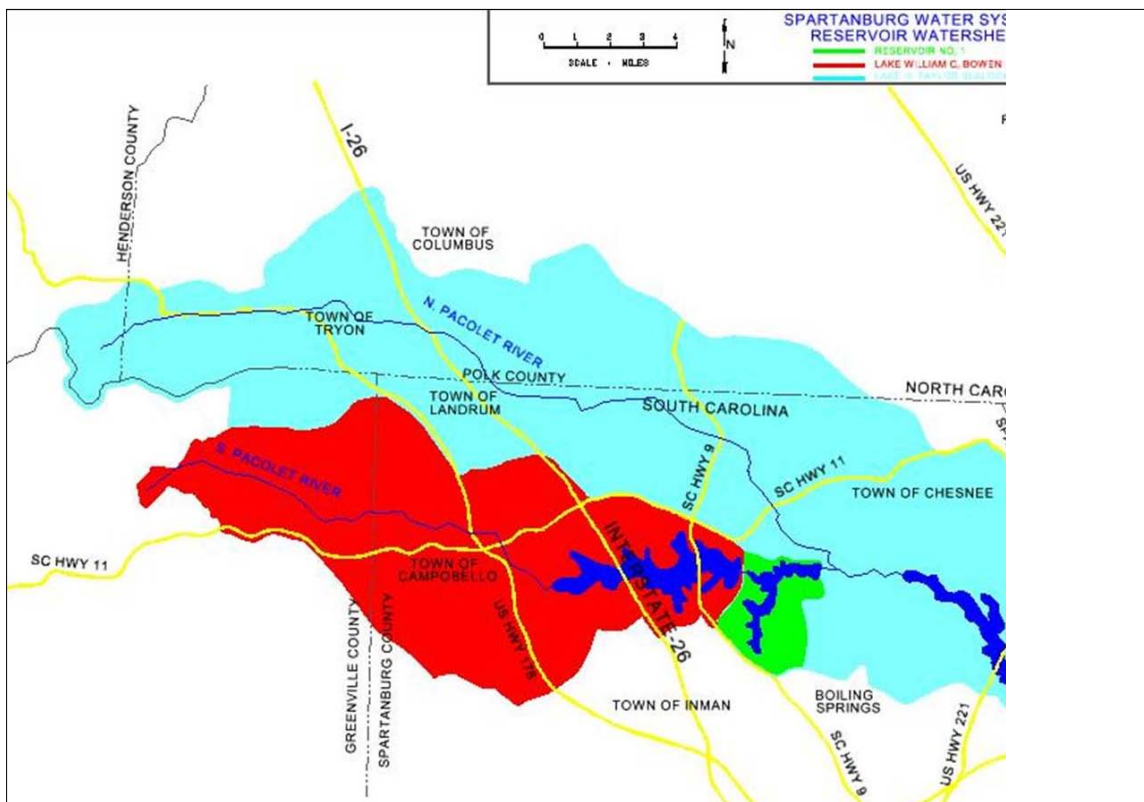 SPARTANBURG WATER SYS
RESERVOIR WATERSHE
0 1 2 3 4
SCALE - MILES
N
RESERVOIR NO. 1
LAKE WILLIAM C. BOWEN
LAKE H. TAYLOR BLALOCK
HENDERSON COUNTY
I-26
US HWY 221
TOWN OF
COLUMBUS
N. PACOLET RIVER
TOWN OF
TRYON
POLK COUNTY
NORTH CARO
TOWN OF
LANDRUM
SOUTH CAROLINA
S. PACOLET RIVER
SC HWY 9
SC HWY 11
TOWN OF CHESNEE
SC HWY 11
TOWN OF
CAMPOBELLO
INTERSTATE-26
US HWY 176
GREENVILLE COUNTY
SPARTANBURG COUNTY
TOWN OF INMAN
BOILING
SPRINGS
SC HWY 9
US HWY 221